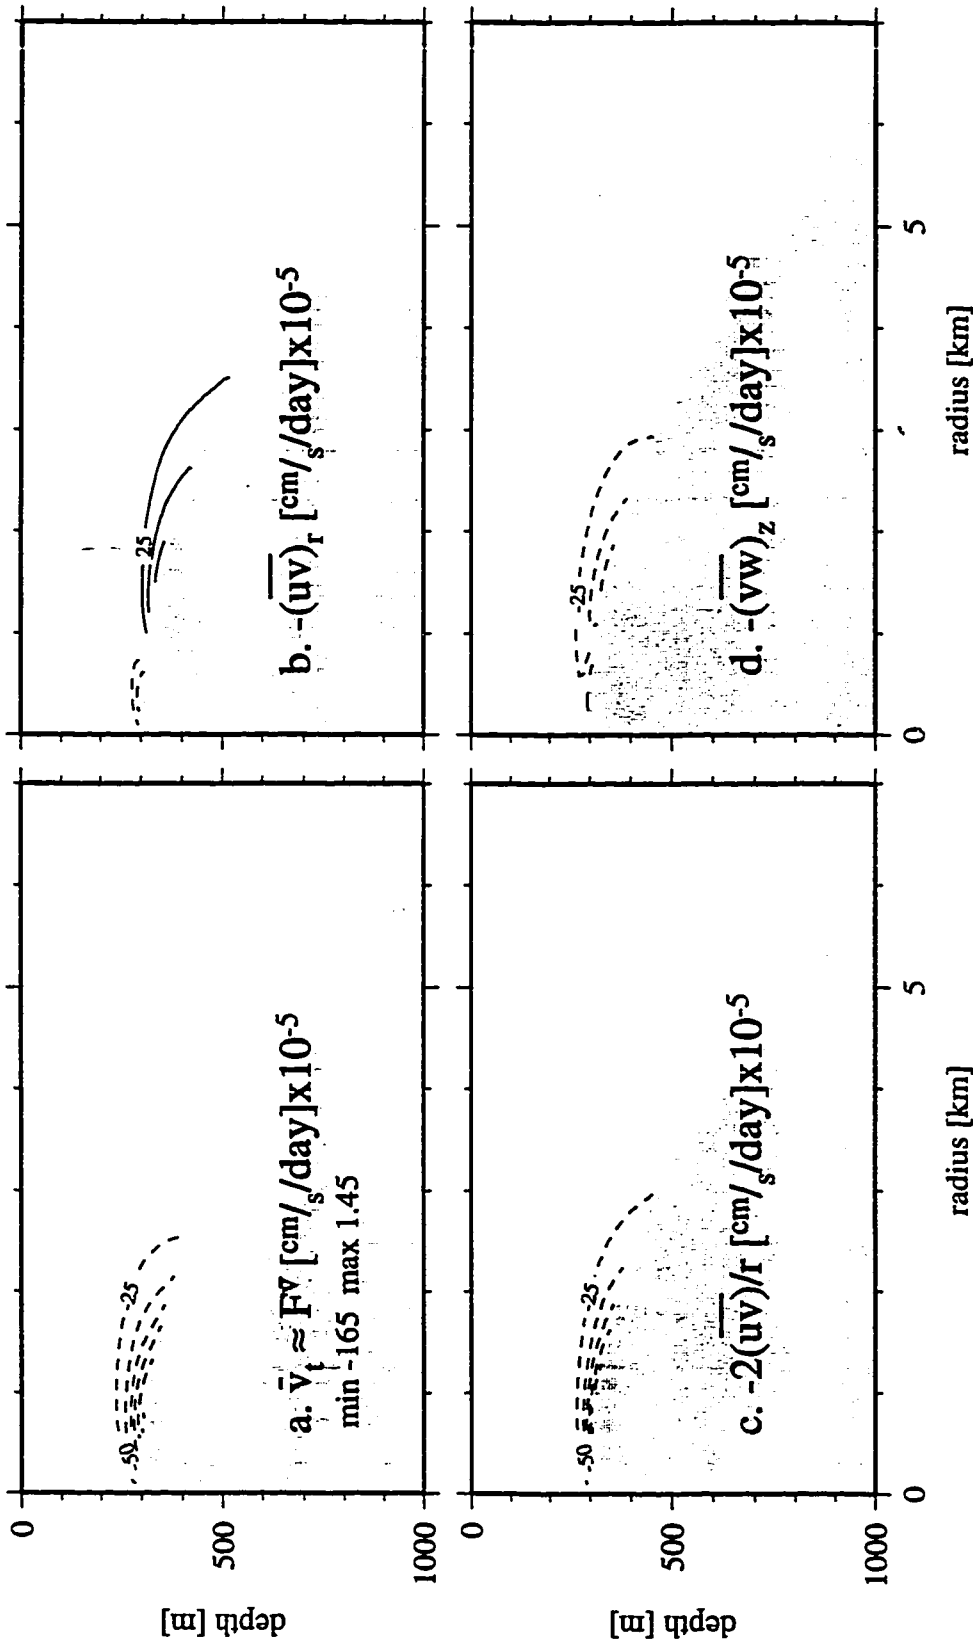 0
500
1000
depth [m]
-50
-25
a. v̄ₜ ≈ Fᵛ [cm/s/day]x10⁻⁵
min -165 max 1.45
25
b. -(u̅v̅)ᵣ [cm/s/day]x10⁻⁵
0
500
1000
depth [m]
-50
-25
c. -2(u̅v̅)/r [cm/s/day]x10⁻⁵
0
5
radius [km]
-25
d. -(v̅w̅)z [cm/s/day]x10⁻⁵
0
5
radius [km]